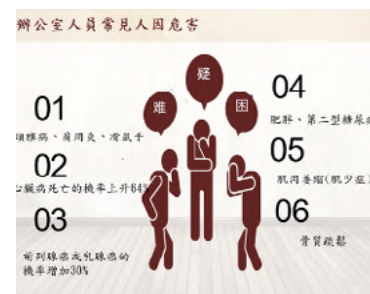 辦公室人員常見人因危害
疑
難
困
01
頸椎病、肩周炎、滑鼠手
02
心臟病死亡的機率上升64%
03
前列腺癌或乳腺癌的
機率增加30%
04
肥胖、第二型糖尿病
05
肌肉萎縮(肌少症)
06
骨質疏鬆